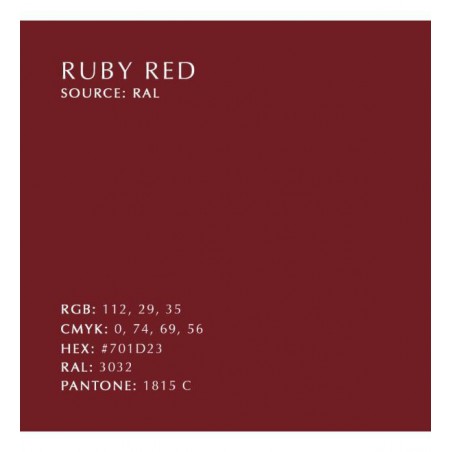 RUBY RED
SOURCE: RAL
RGB: 112, 29, 35
CMYK: 0, 74, 69, 56
HEX: #701D23
RAL: 3032
PANTONE: 1815 C